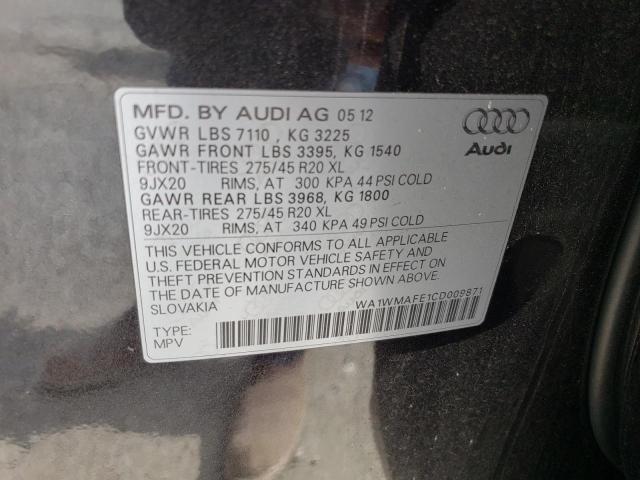 MFD. BY AUDI AG 05 12
GVWR LBS 7110 , KG 3225
GAWR FRONT LBS 3395, KG 1540
FRONT-TIRES 275/45 R20 XL
9JX20 RIMS, AT 300 KPA 44 PSI COLD
GAWR REAR LBS 3968, KG 1800
REAR-TIRES 275/45 R20 XL
9JX20 RIMS, AT 340 KPA 49 PSI COLD
THIS VEHICLE CONFORMS TO ALL APPLICABLE
U.S. FEDERAL MOTOR VEHICLE SAFETY AND
THEFT PREVENTION STANDARDS IN EFFECT ON
THE DATE OF MANUFACTURE SHOWN ABOVE.
SLOVAKIA
WA1WMAFE1CD009871
TYPE:
MPV
Audi